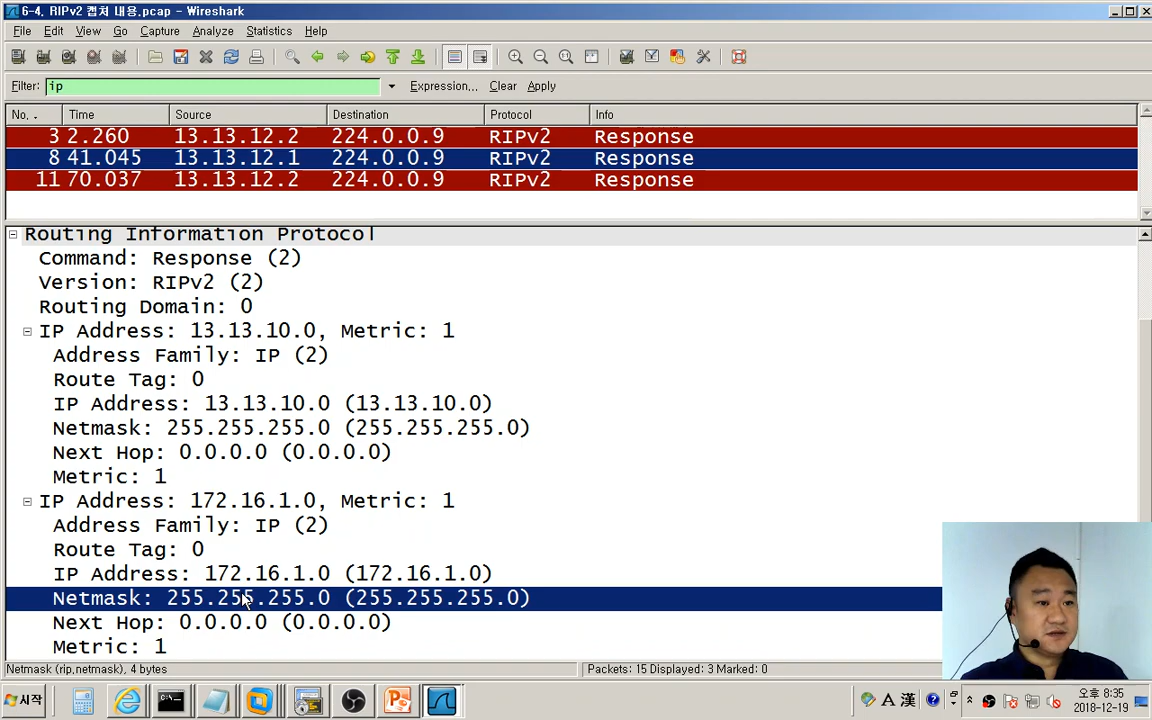 6-4. RIPv2 캡쳐 내용.pcap - Wireshark
File Edit View Go Capture Analyze Statistics Help
Filter: ip Expression... Clear Apply
No. . Time Source Destination Protocol Info
3 2.260 13.13.12.2 224.0.0.9 RIPv2 Response
8 41.045 13.13.12.1 224.0.0.9 RIPv2 Response
11 70.037 13.13.12.2 224.0.0.9 RIPv2 Response
Routing Information Protocol
Command: Response (2)
Version: RIPv2 (2)
Routing Domain: 0
IP Address: 13.13.10.0, Metric: 1
Address Family: IP (2)
Route Tag: 0
IP Address: 13.13.10.0 (13.13.10.0)
Netmask: 255.255.255.0 (255.255.255.0)
Next Hop: 0.0.0.0 (0.0.0.0)
Metric: 1
IP Address: 172.16.1.0, Metric: 1
Address Family: IP (2)
Route Tag: 0
IP Address: 172.16.1.0 (172.16.1.0)
Netmask: 255.255.255.0 (255.255.255.0)
Next Hop: 0.0.0.0 (0.0.0.0)
Metric: 1
Netmask (rip.netmask), 4 bytes Packets: 15 Displayed: 3 Marked: 0
시작 A 漢 오후 8:35
2018-12-19